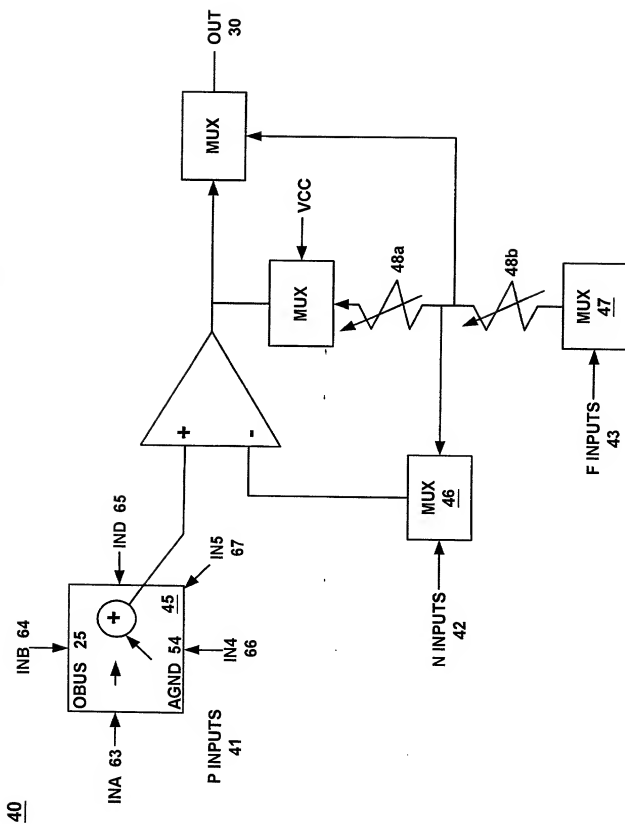 40
INB 64
INA 63
OBUS 25
+
IND 65
45
AGND 54
IN5
67
IN4
66
P INPUTS
41
+
-
MUX
OUT
30
VCC
MUX
48a
48b
MUX
46
N INPUTS
42
MUX
47
F INPUTS
43